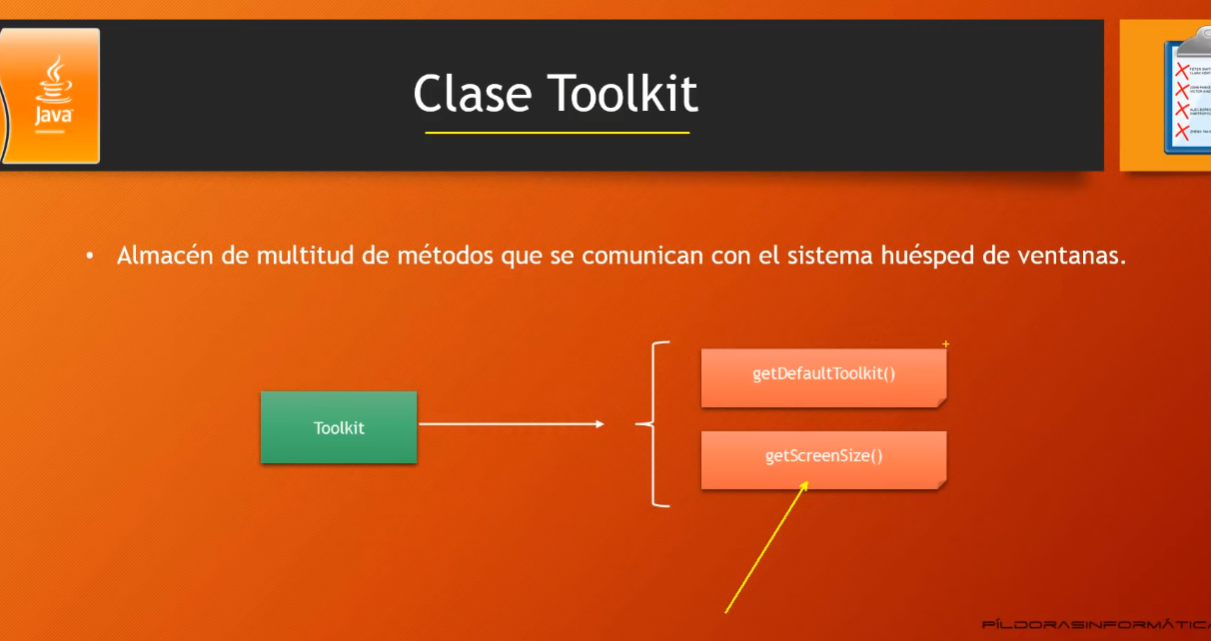 Java
Clase Toolkit
• Almacén de multitud de métodos que se comunican con el sistema huésped de ventanas.
getDefaultToolkit()
Toolkit
getScreenSize()
PÍLDORASINFORMÁTICA